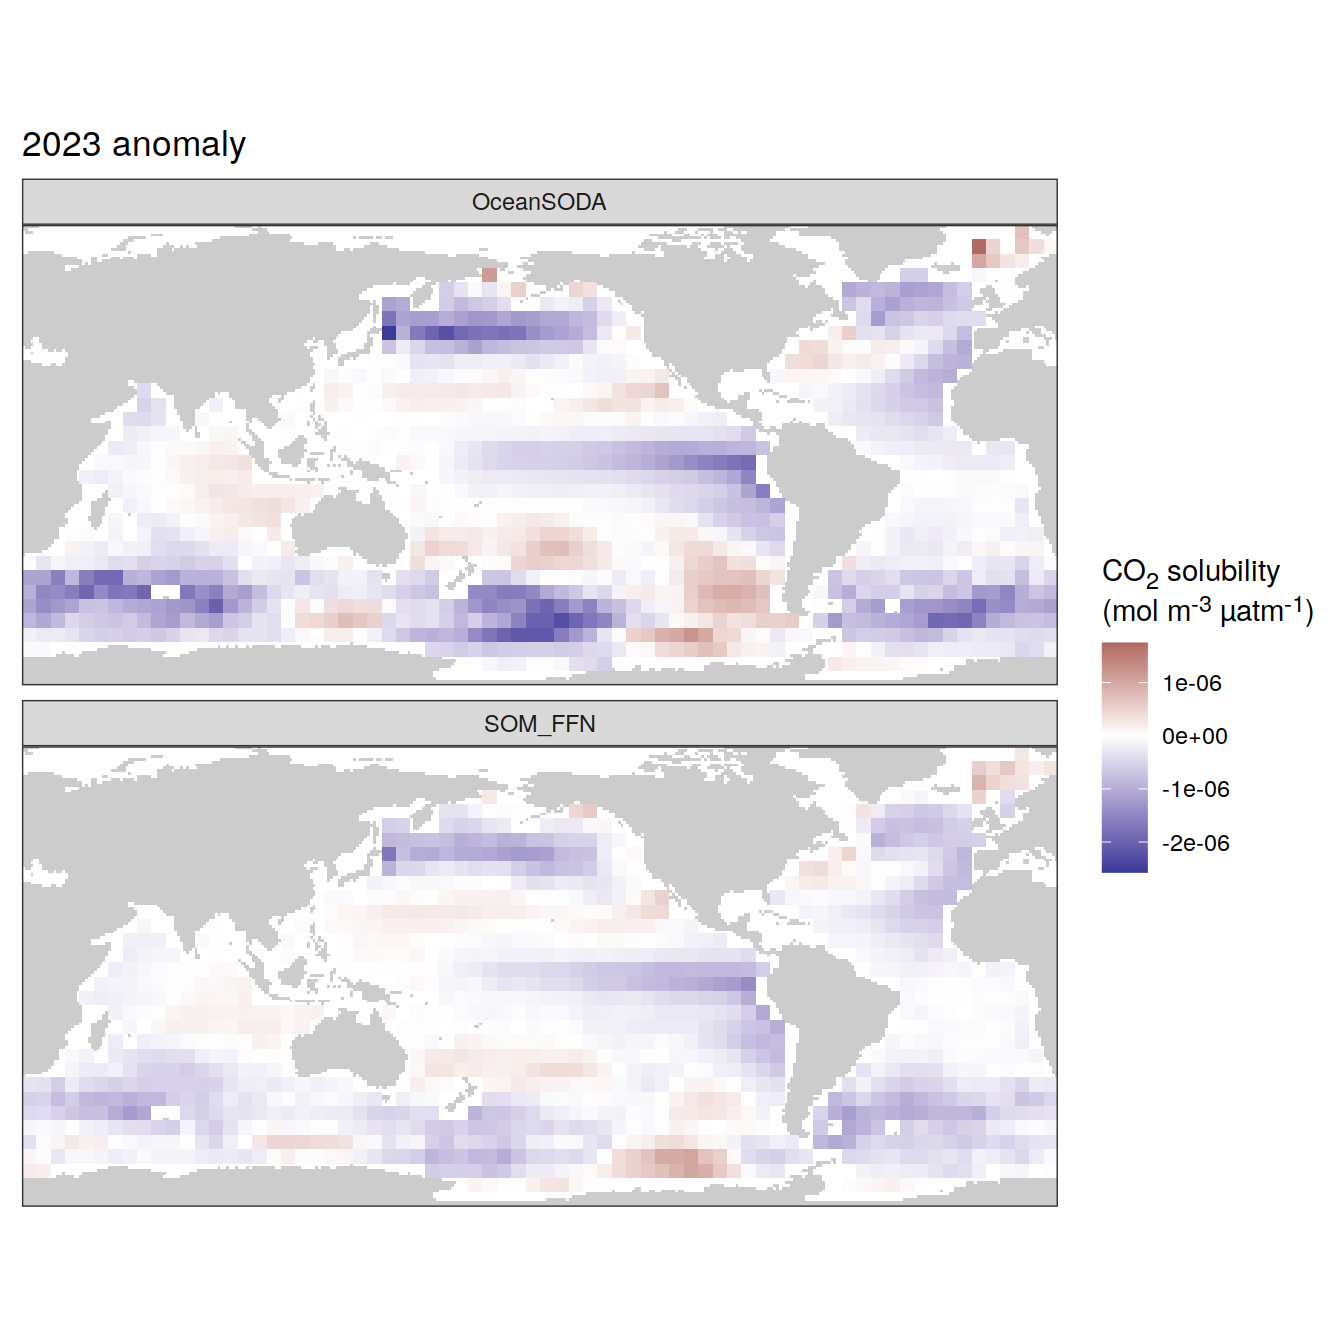 2023 anomaly
OceanSODA
SOM_FFN
CO₂ solubility
(mol m⁻³ µatm⁻¹)
1e-06
0e+00
-1e-06
-2e-06